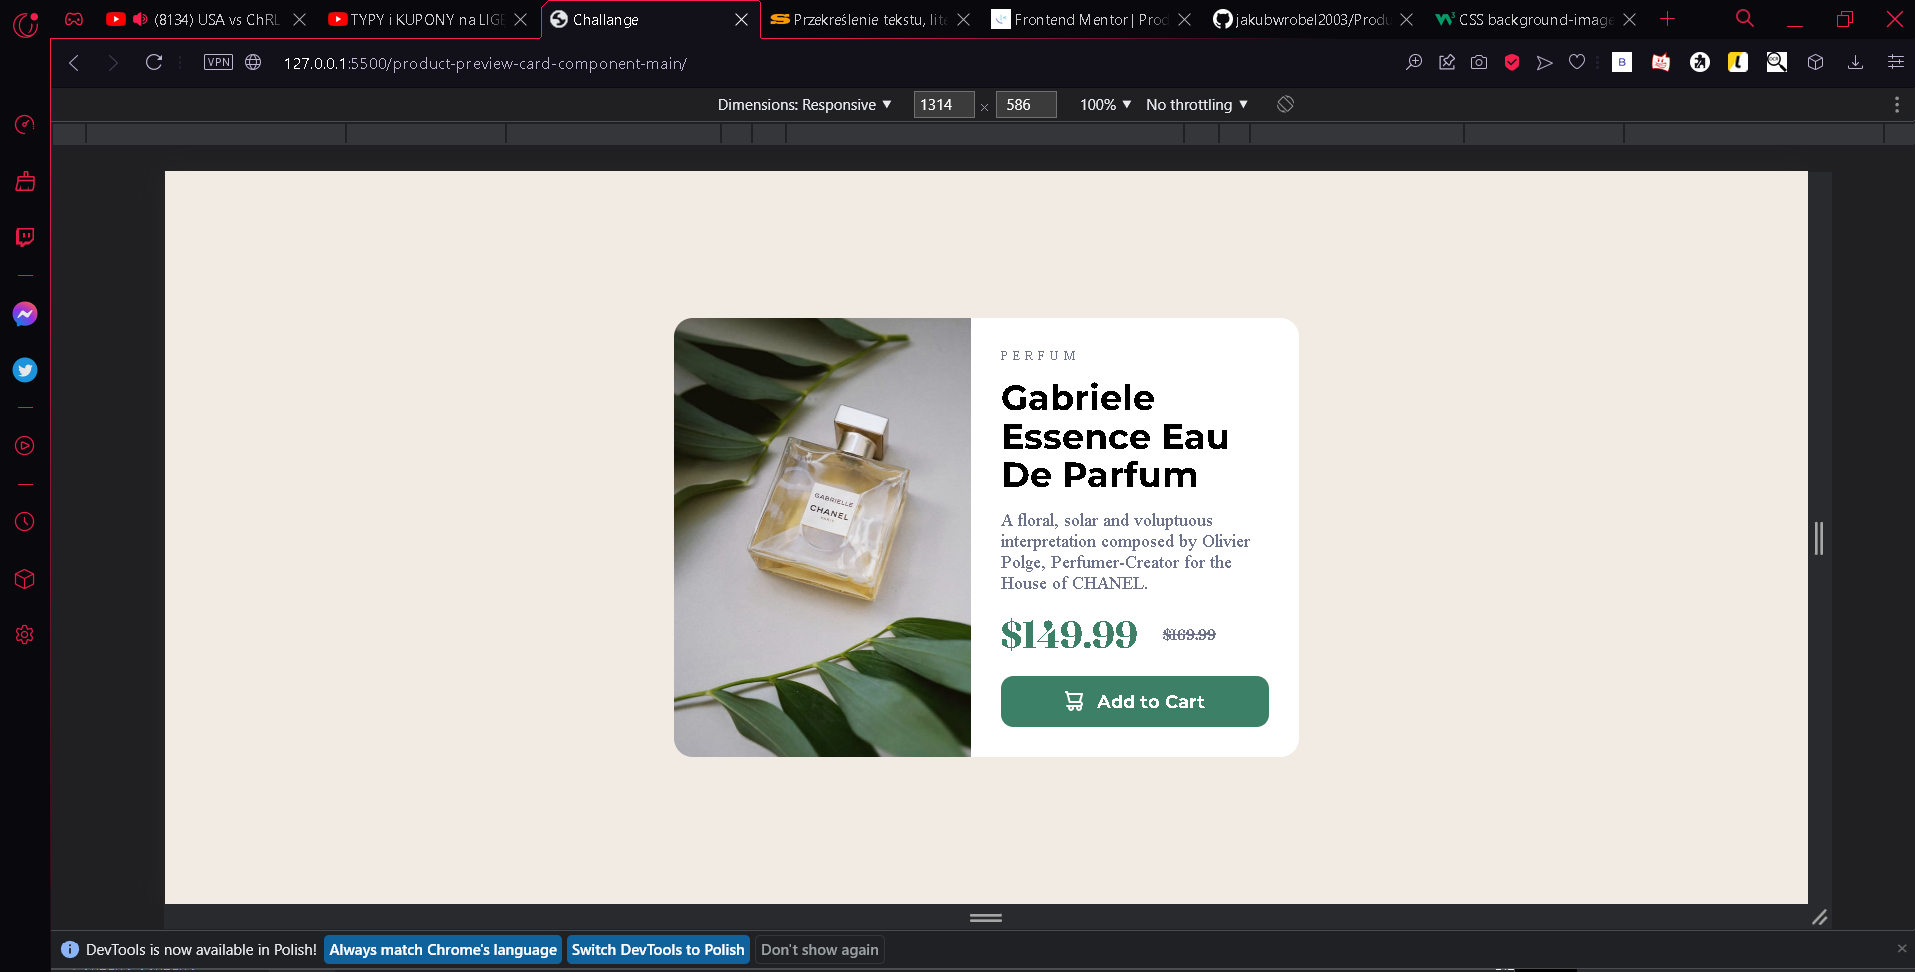 (8134) USA vs ChRL
TYPY i KUPONY na LIGE
Challange
Przekreślenie tekstu, lite
Frontend Mentor | Prod
jakubwrobel2003/Produ
CSS background-image
VPN
127.0.0.1:5500/product-preview-card-component-main/
B
Dimensions: Responsive ▼
1314 × 586
100% ▼
No throttling ▼
PERFUM
Gabriele
Essence Eau
De Parfum
A floral, solar and voluptuous
interpretation composed by Olivier
Polge, Perfumer-Creator for the
House of CHANEL.
$149.99 $169.99
Add to Cart
GABRIELLE
CHANEL
PARIS
DevTools is now available in Polish!
Always match Chrome's language
Switch DevTools to Polish
Don't show again